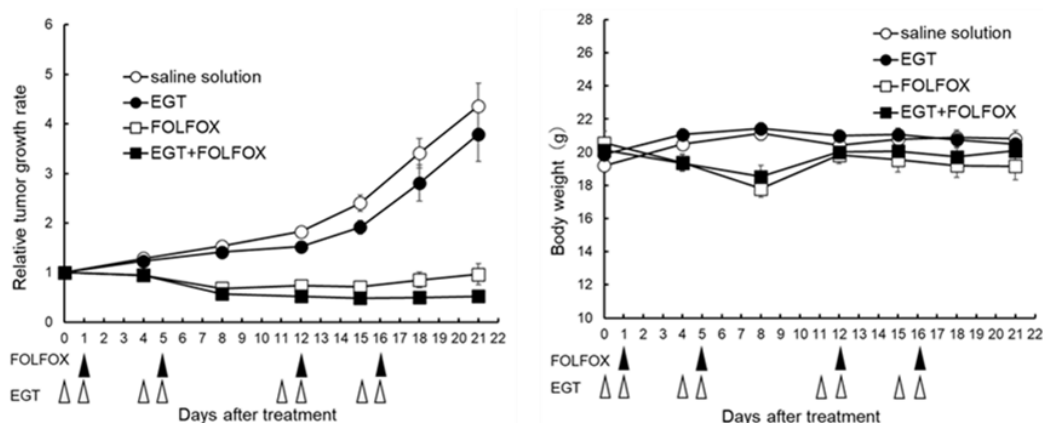 6
5
4
3
2
1
0
Relative tumor growth rate
saline solution
EGT
FOLFOX
EGT+FOLFOX
0 1 2 3 4 5 6 7 8 9 10 11 12 13 14 15 16 17 18 19 20 21 22
FOLFOX
EGT
Days after treatment
28
26
24
22
20
18
16
14
12
10
Body weight (g)
saline solution
EGT
FOLFOX
EGT+FOLFOX
0 1 2 3 4 5 6 7 8 9 10 11 12 13 14 15 16 17 18 19 20 21 22
FOLFOX
EGT
Days after treatment